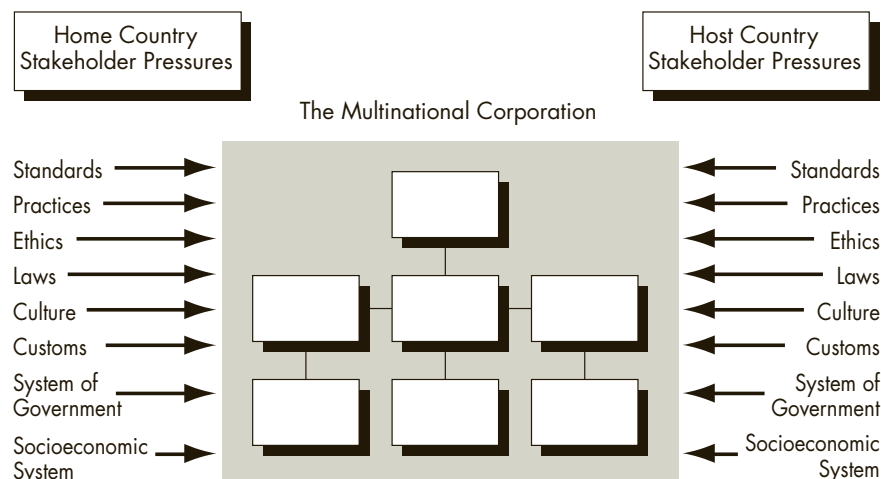 Home Country
Stakeholder Pressures
Host Country
Stakeholder Pressures
The Multinational Corporation
Standards
Practices
Ethics
Laws
Culture
Customs
System of
Government
Socioeconomic
System
Standards
Practices
Ethics
Laws
Culture
Customs
System of
Government
Socioeconomic
System